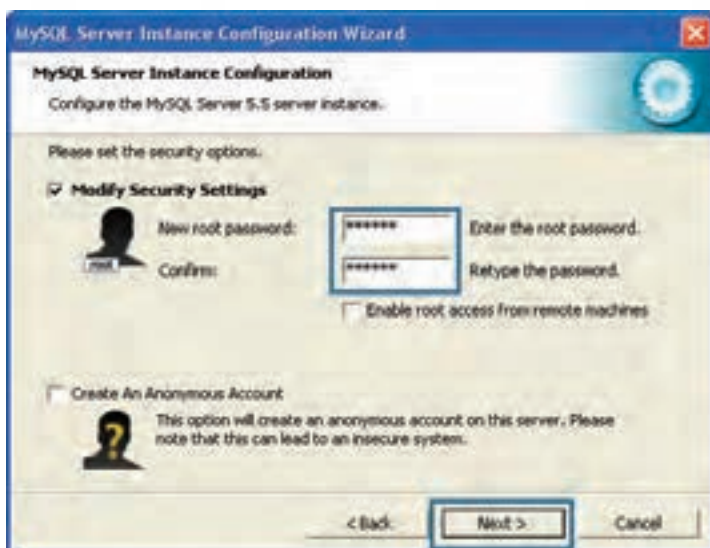 MySQL Server Instance Configuration Wizard
MySQL Server Instance Configuration
Configure the MySQL Server 5.5 server instance.
Please set the security options.
Modify Security Settings
root
New root password: ****** Enter the root password.
Confirm: ****** Retype the password.
Enable root access from remote machines
Create An Anonymous Account
This option will create an anonymous account on this server. Please
note that this can lead to an insecure system.
< Back Next > Cancel